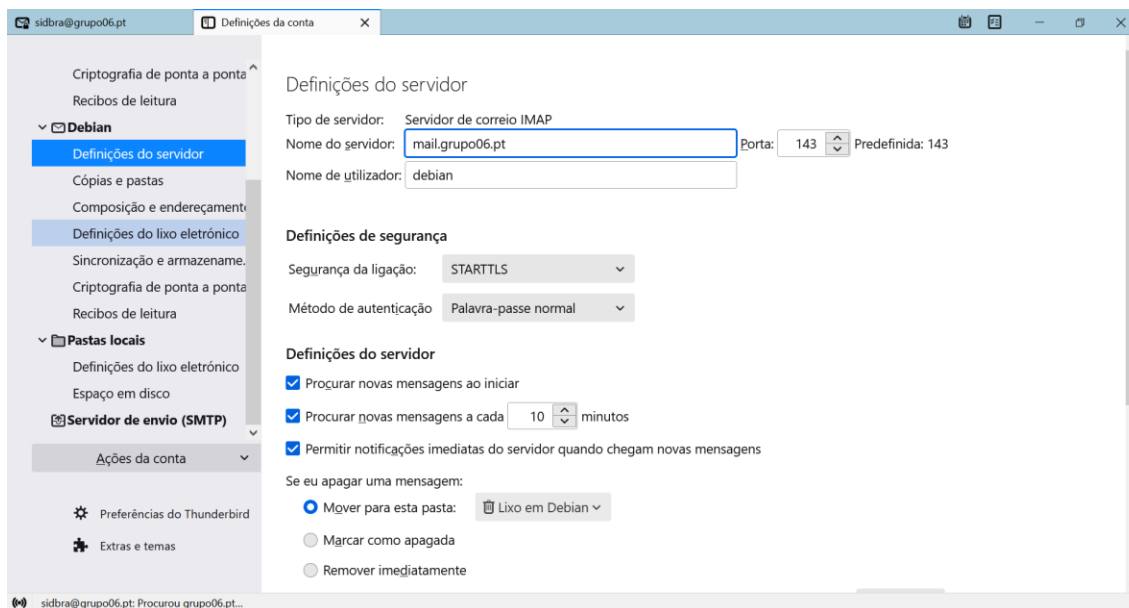 sidbra@grupo06.pt
Definições da conta
Criptografia de ponta a ponta
Recibos de leitura
Debian
Definições do servidor
Cópias e pastas
Composição e endereçament
Definições do lixo eletrónico
Sincronização e armazename.
Criptografia de ponta a ponta
Recibos de leitura
Pastas locais
Definições do lixo eletrónico
Espaço em disco
Servidor de envio (SMTP)
Ações da conta
Preferências do Thunderbird
Extras e temas
Definições do servidor
Tipo de servidor: Servidor de correio IMAP
Nome do servidor: mail.grupo06.pt Porta: 143 Predefinida: 143
Nome de utilizador: debian
Definições de segurança
Segurança da ligação: STARTTLS
Método de autenticação Palavra-passe normal
Definições do servidor
Procurar novas mensagens ao iniciar
Procurar novas mensagens a cada 10 minutos
Permitir notificações imediatas do servidor quando chegam novas mensagens
Se eu apagar uma mensagem:
Mover para esta pasta: Lixo em Debian
Marcar como apagada
Remover imediatamente
sidbra@grupo06.pt: Procurou grupo06.pt...